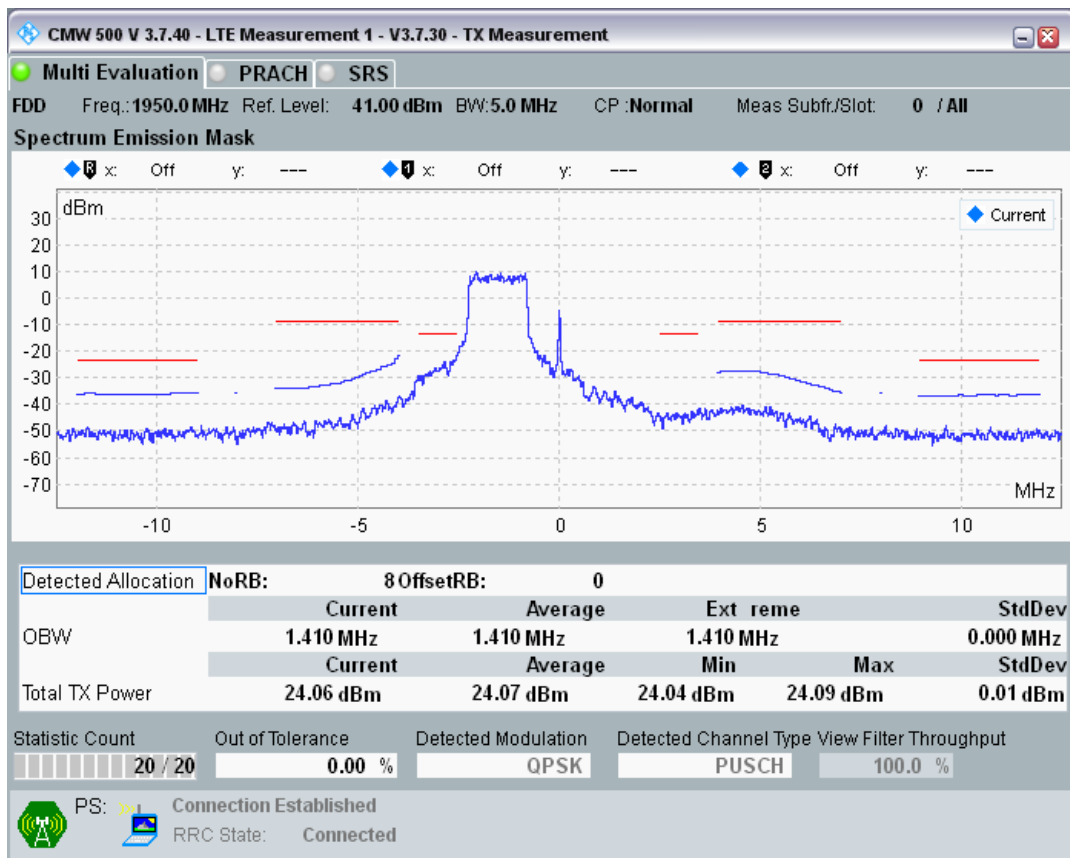 CMW 500 V 3.7.40 - LTE Measurement 1 - V3.7.30 - TX Measurement
Multi Evaluation PRACH SRS
FDD Freq.: 1950.0 MHz Ref. Level: 41.00 dBm BW: 5.0 MHz CP : Normal Meas Subfr./Slot: 0 / All
Spectrum Emission Mask
R x: Off y: --- 1 x: Off y: --- 2 x: Off y: ---
dBm
Current
30
20
10
0
-10
-20
-30
-40
-50
-60
-70
MHz
-10 -5 0 5 10
Detected Allocation NoRB: 8 OffsetRB: 0
Current Average Ext reme StdDev
OBW 1.410 MHz 1.410 MHz 1.410 MHz 0.000 MHz
Current Average Min Max StdDev
Total TX Power 24.06 dBm 24.07 dBm 24.04 dBm 24.09 dBm 0.01 dBm
Statistic Count Out of Tolerance Detected Modulation Detected Channel Type View Filter Throughput
20 / 20 0.00 % QPSK PUSCH 100.0 %
PS: Connection Established
RRC State: Connected